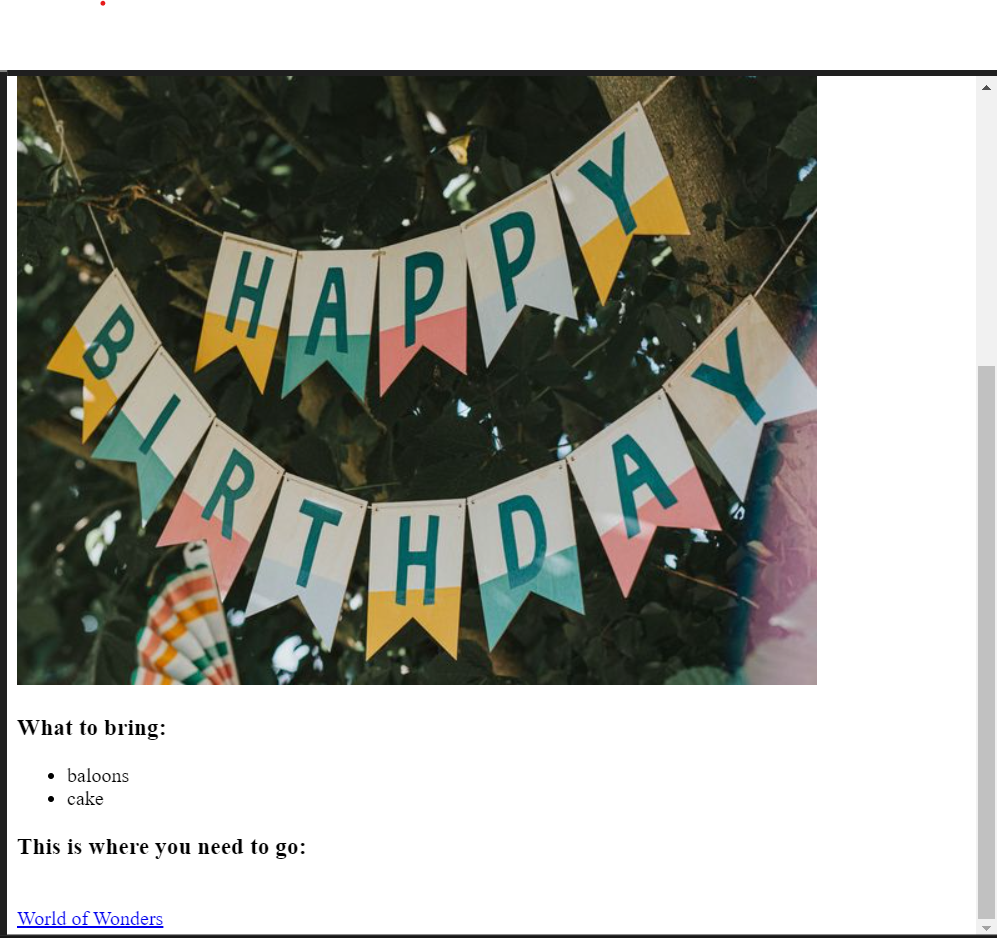 HAPPY
BIRTHDAY
What to bring:
baloons
cake
This is where you need to go:
World of Wonders